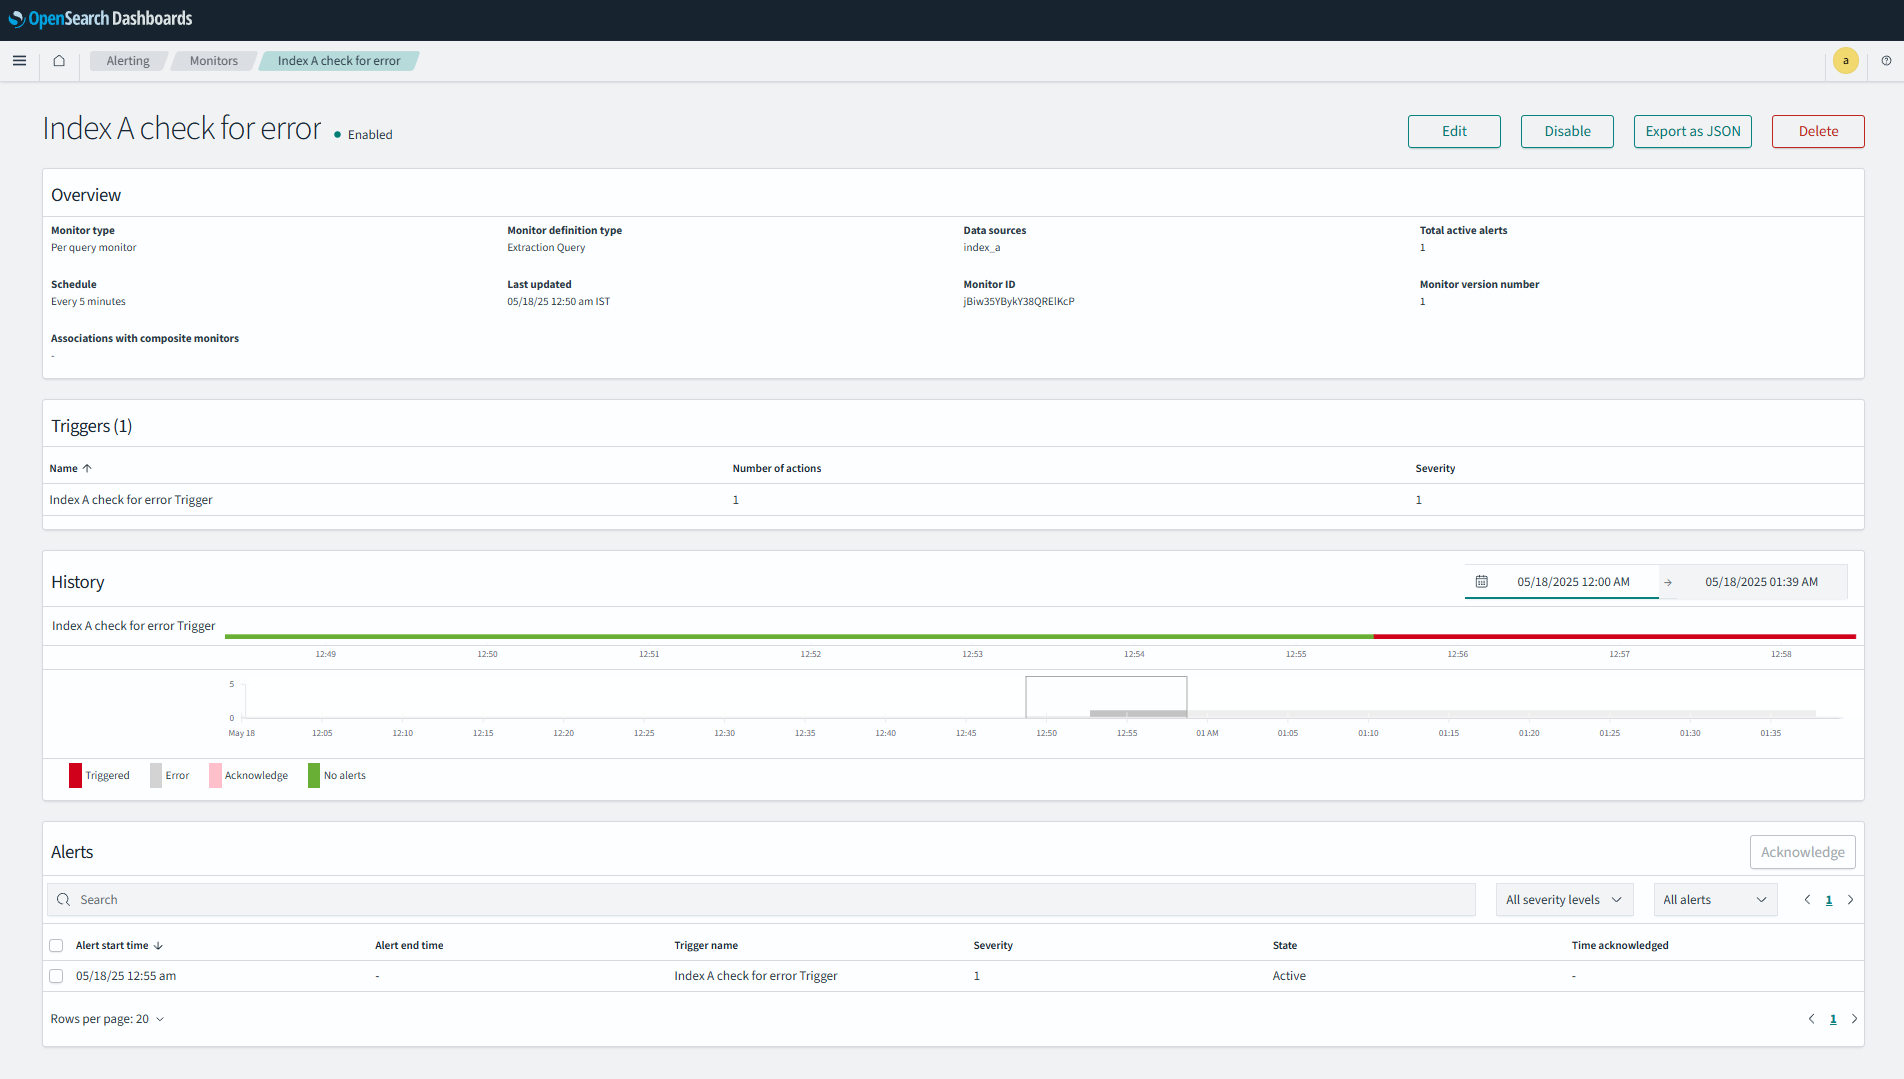 OpenSearch Dashboards
Alerting Monitors Index A check for error a
Index A check for error Enabled Edit Disable Export as JSON Delete
Overview
Monitor type Monitor definition type Data sources Total active alerts
Per query monitor Extraction Query index_a 1
Schedule Last updated Monitor ID Monitor version number
Every 5 minutes 05/18/25 12:50 am IST jBiw35YBykY38QRElKcP 1
Associations with composite monitors
-
Triggers (1)
Name Number of actions Severity
Index A check for error Trigger 1 1
History 05/18/2025 12:00 AM → 05/18/2025 01:39 AM
Index A check for error Trigger
12:49 12:50 12:51 12:52 12:53 12:54 12:55 12:56 12:57 12:58
5
0
May 18 12:05 12:10 12:15 12:20 12:25 12:30 12:35 12:40 12:45 12:50 12:55 01 AM 01:05 01:10 01:15 01:20 01:25 01:30 01:35
Triggered Error Acknowledge No alerts
Alerts Acknowledge
Search All severity levels All alerts 1
Alert start time Alert end time Trigger name Severity State Time acknowledged
05/18/25 12:55 am - Index A check for error Trigger 1 Active -
Rows per page: 20 1